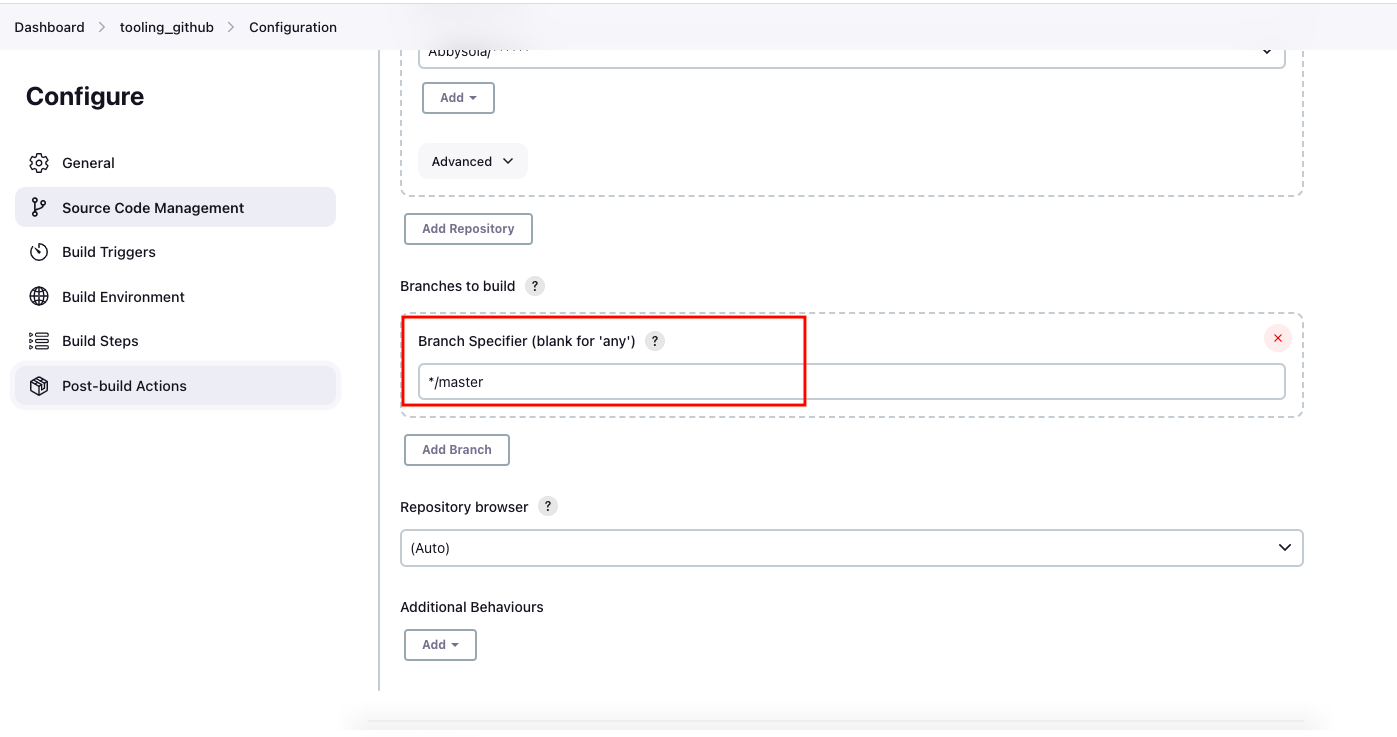 Dashboard > tooling_github > Configuration
Configure
General
Source Code Management
Build Triggers
Build Environment
Build Steps
Post-build Actions
Abbysola/******
Add
Advanced
Add Repository
Branches to build ?
Branch Specifier (blank for 'any') ?
*/master
Add Branch
Repository browser ?
(Auto)
Additional Behaviours
Add